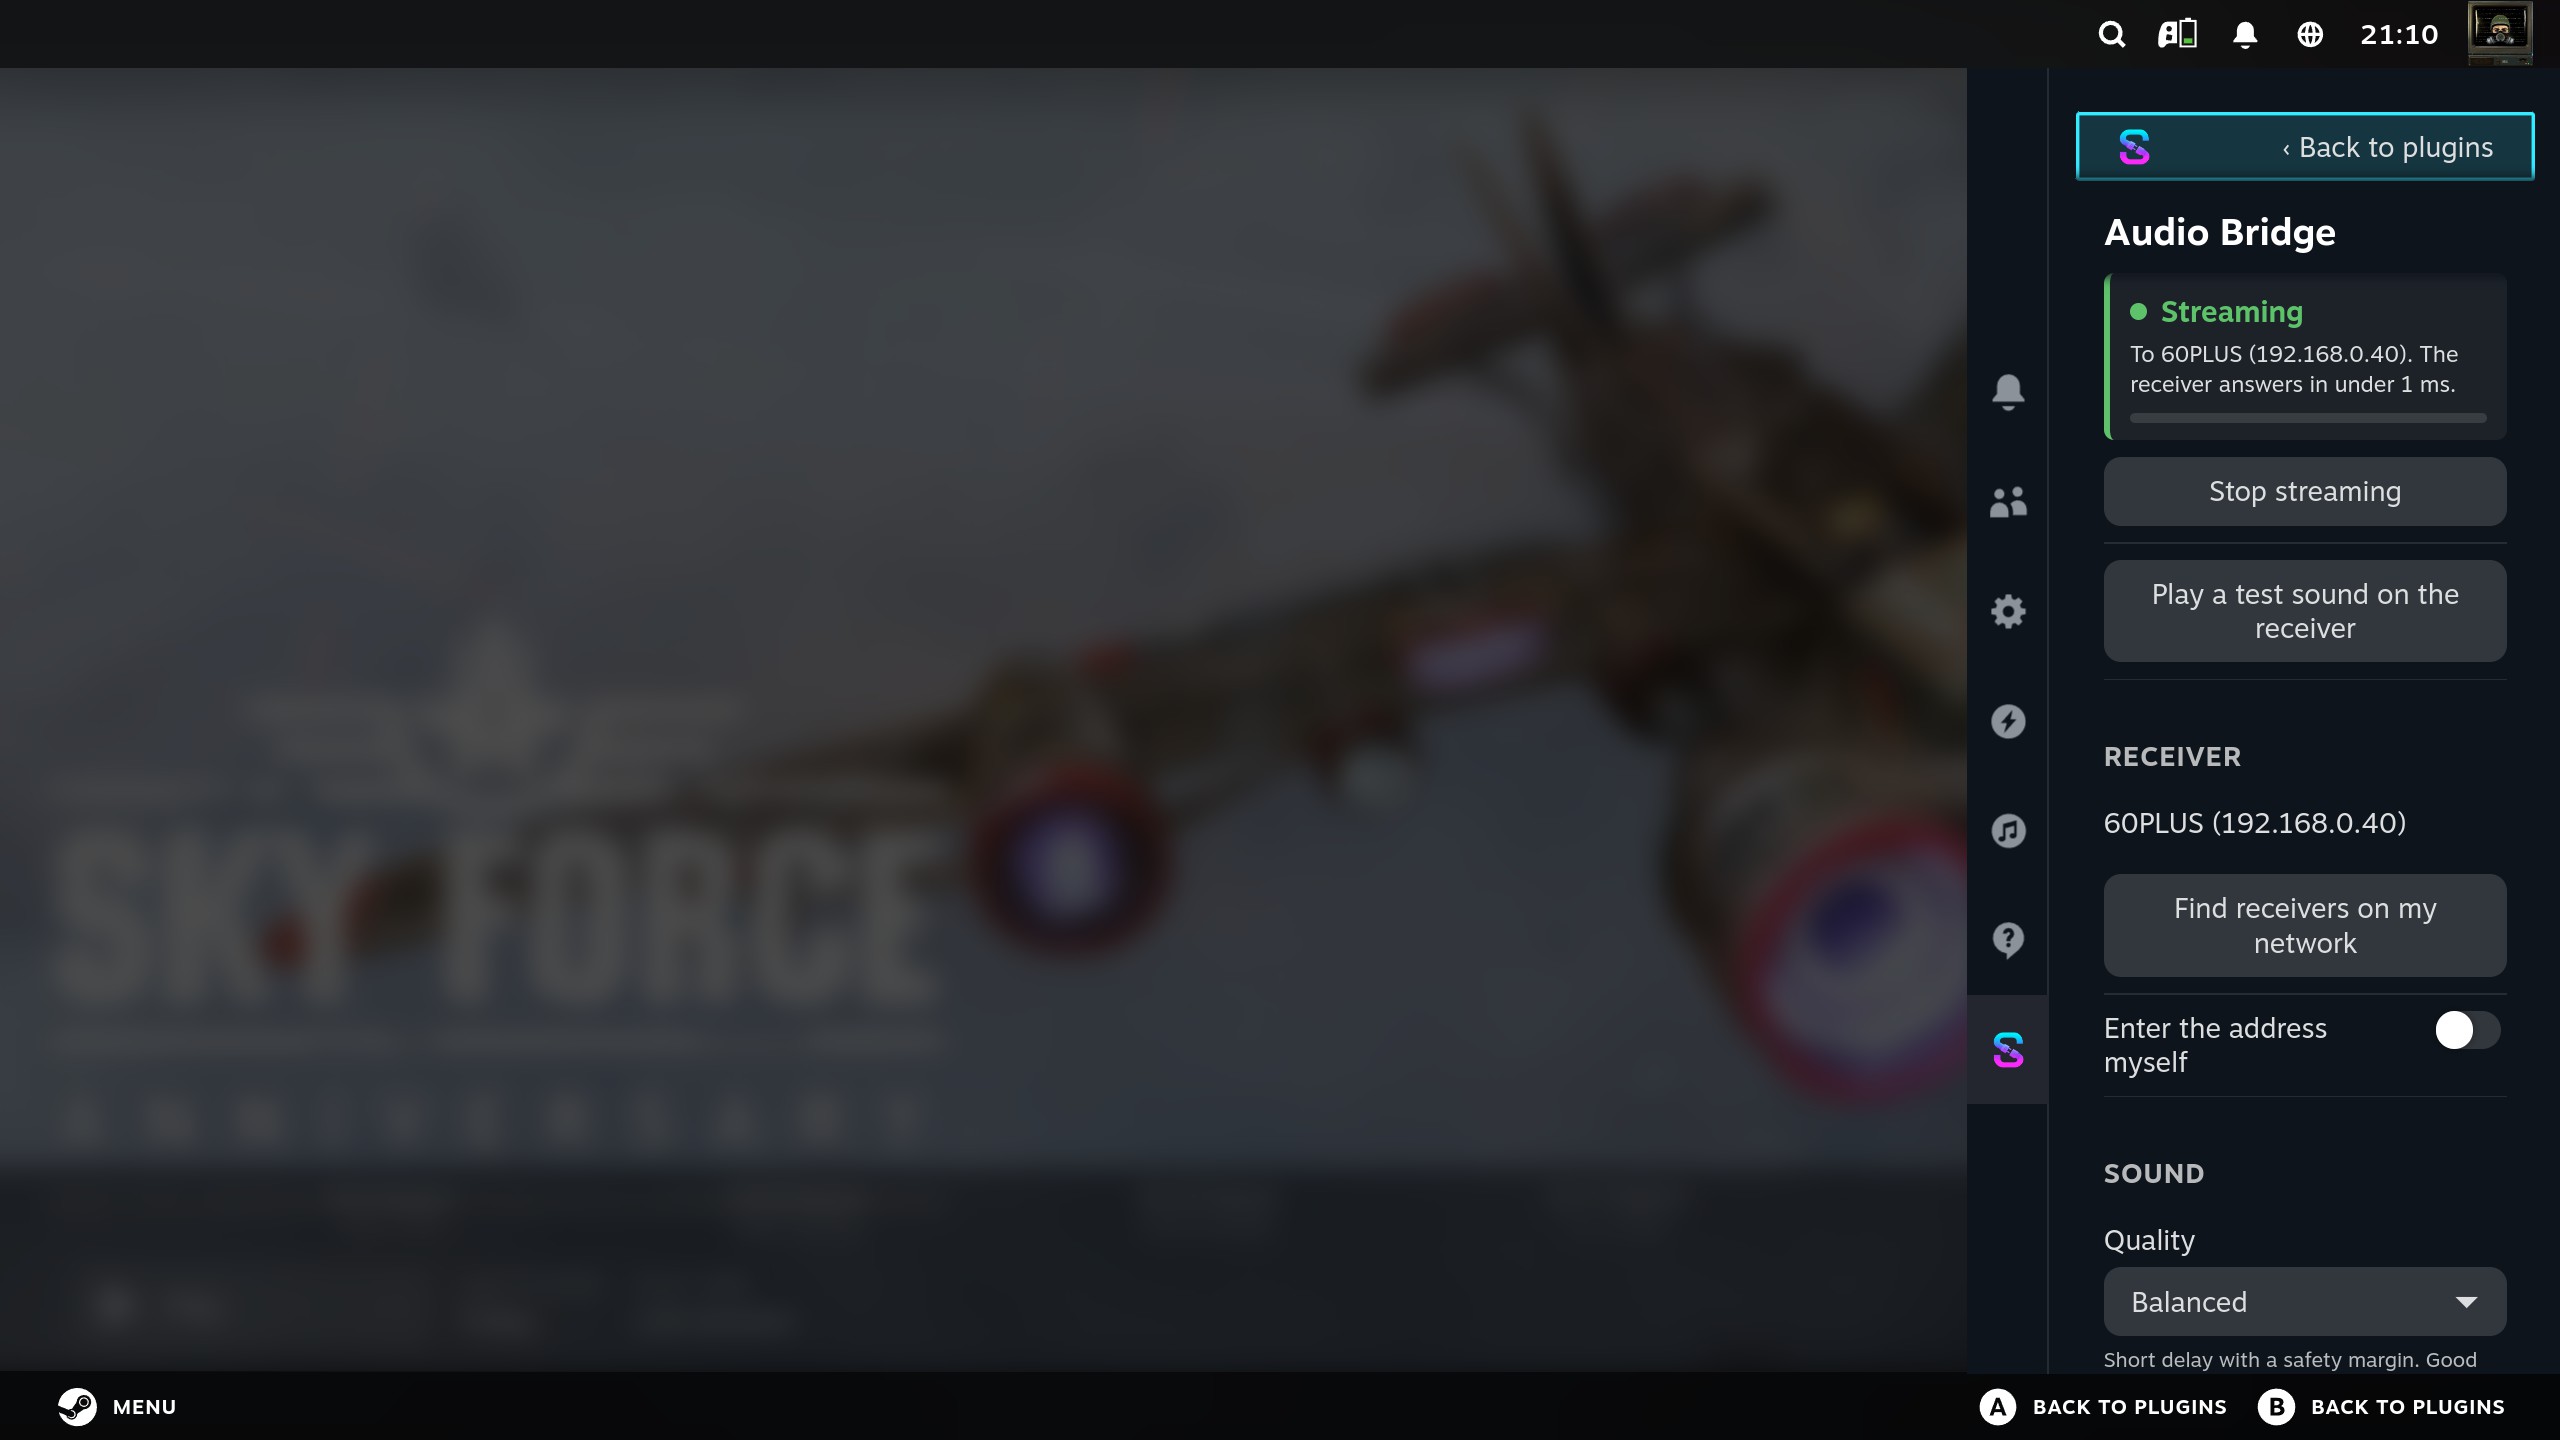 21:10
‹ Back to plugins
Audio Bridge
Streaming
To 60PLUS (192.168.0.40). The
receiver answers in under 1 ms.
Stop streaming
Play a test sound on the
receiver
RECEIVER
60PLUS (192.168.0.40)
Find receivers on my
network
Enter the address
myself
SOUND
Quality
Balanced
Short delay with a safety margin. Good
SKY FORCE
ANNIVERSARY
MENU
A BACK TO PLUGINS
B BACK TO PLUGINS